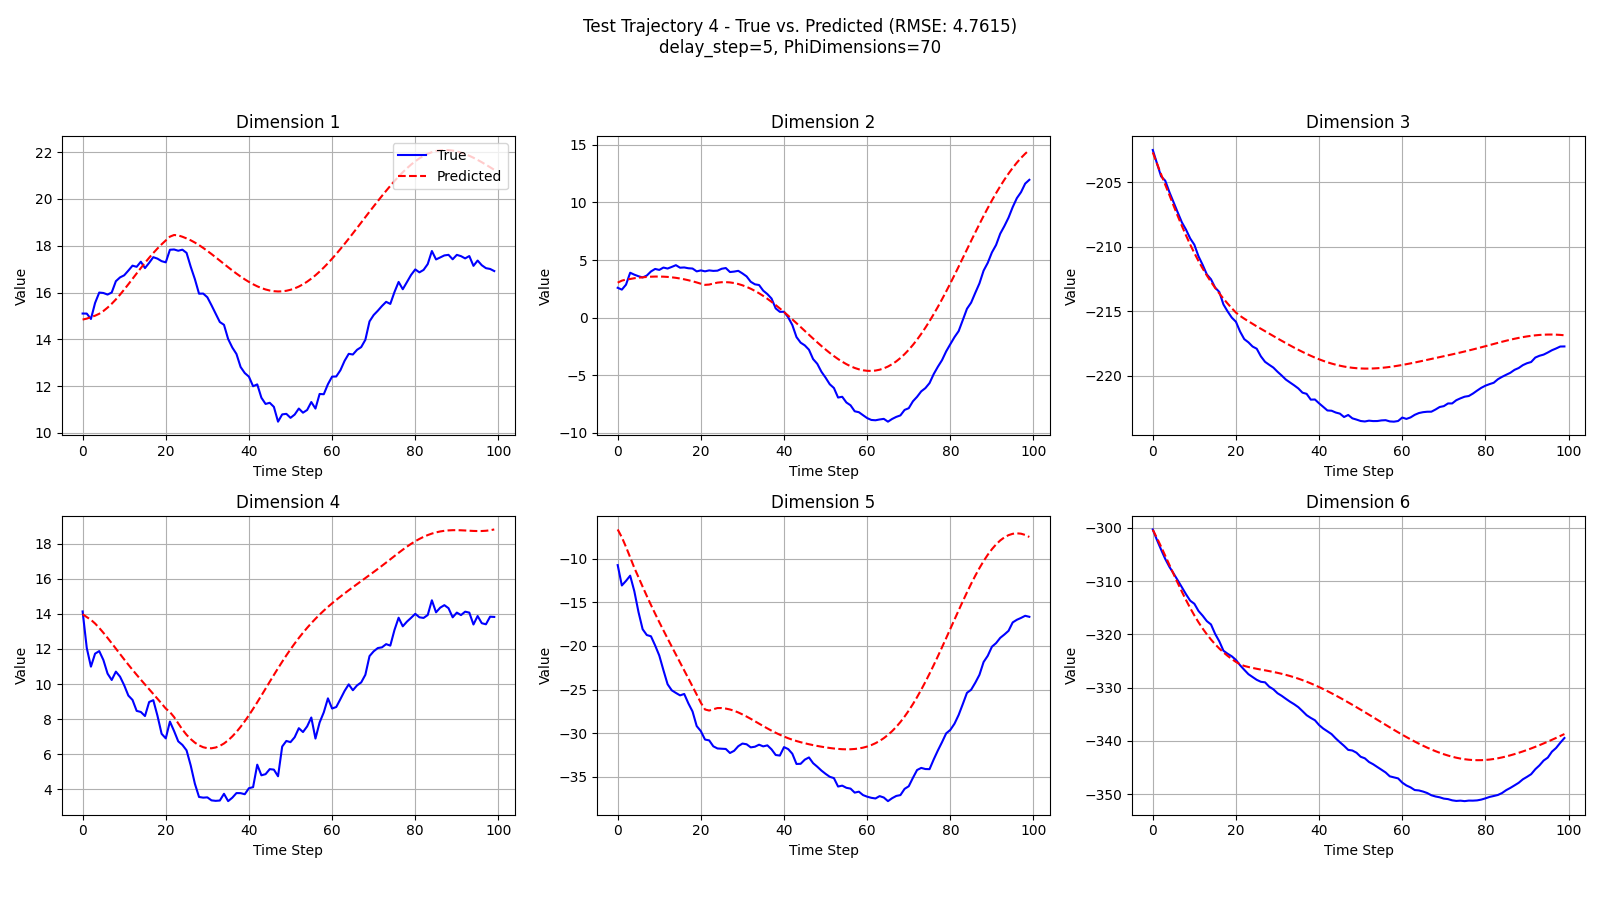 Test Trajectory 4 - True vs. Predicted (RMSE: 4.7615)
delay_step=5, PhiDimensions=70
Dimension 1
Value
22
20
18
16
14
12
10
0 20 40 60 80 100
Time Step
True
Predicted
Dimension 2
Value
15
10
5
0
−5
−10
0 20 40 60 80 100
Time Step
Dimension 3
Value
−205
−210
−215
−220
0 20 40 60 80 100
Time Step
Dimension 4
Value
18
16
14
12
10
8
6
4
0 20 40 60 80 100
Time Step
Dimension 5
Value
−10
−15
−20
−25
−30
−35
0 20 40 60 80 100
Time Step
Dimension 6
Value
−300
−310
−320
−330
−340
−350
0 20 40 60 80 100
Time Step